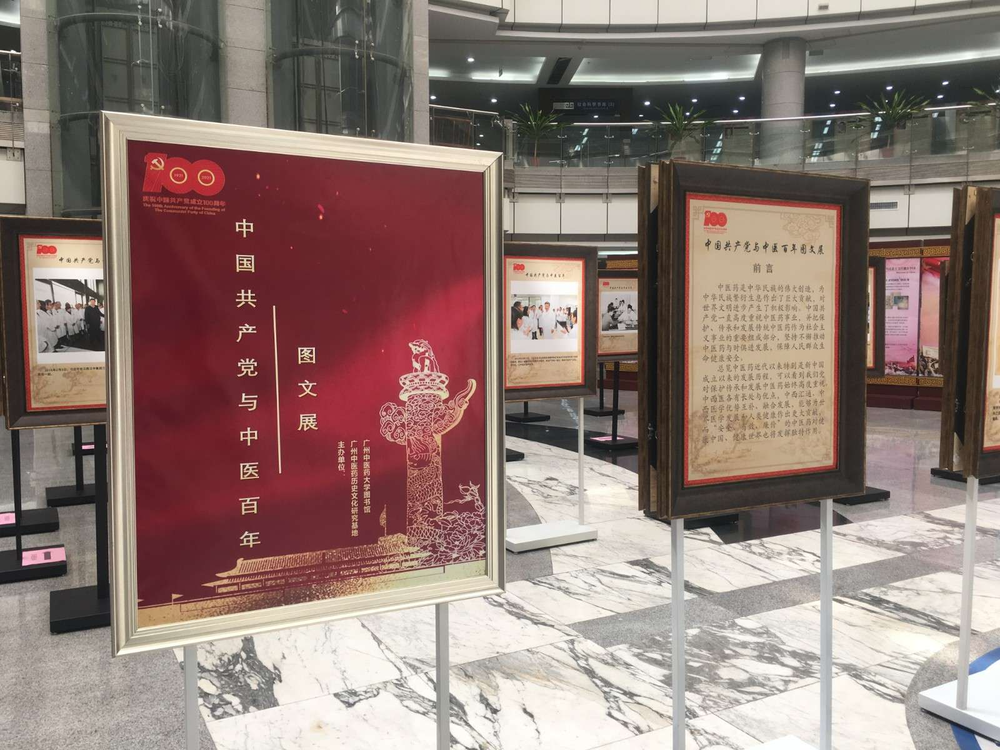 1921
2021
庆祝中国共产党成立100周年
The 100th Anniversary of the Founding of
The Communist Party of China
中国共产党与中医百年
图文展
主办单位：
广州中医药大学图书馆
广州中医药历史文化研究基地
中国共产党与中医百年图文展
前言
中医药是中华民族的伟大创造，为
中华民族繁衍生息作出了巨大贡献，对
世界文明进步产生了积极影响。中国共
产党一直高度重视中医药事业，并把保
护、传承和发展传统中医药作为社会主
义事业的重要组成部分，坚持不懈推动
中医药与时俱进发展，保障人民群众生
命健康安全。
总览中医药近代以来特别是新中国
成立以来的发展历程，可以看到我们党
对保护传承和发展中医药始终高度重视。
中西医各有长处与优点，中西汇通、中
西医学优势互补、融合发展，能够为世
界医学发展和人类健康作出更大贡献，
而“安全、有效、廉价”的中医药对健
康中国、健康世界也将发挥独特作用。
中国共产党与
中国共产党与中医百年
社会科学书库